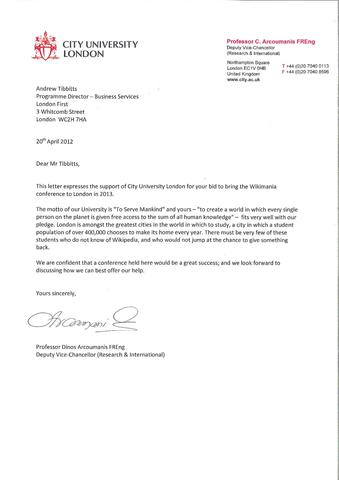 CITY UNIVERSITY
LONDON
Professor C. Arcoumanis FREng
Deputy Vice-Chancellor
(Research & International)
Northampton Square
London EC1V 0HB
United Kingdom
www.city.ac.uk
T +44 (0)20 7040 0113
F +44 (0)20 7040 8596
Andrew Tibbitts
Programme Director – Business Services
London First
3 Whitcomb Street
London WC2H 7HA
20th April 2012
Dear Mr Tibbitts,
This letter expresses the support of City University London for your bid to bring the Wikimania
conference to London in 2013.
The motto of our University is "To Serve Mankind" and yours – "to create a world in which every single
person on the planet is given free access to the sum of all human knowledge" – fits very well with our
pledge. London is amongst the greatest cities in the world in which to study, a city in which a student
population of over 400,000 chooses to make its home every year. There must be very few of these
students who do not know of Wikipedia, and who would not jump at the chance to give something
back.
We are confident that a conference held here would be a great success; and we look forward to
discussing how we can best offer our help.
Yours sincerely,
Professor Dinos Arcoumanis FREng
Deputy Vice-Chancellor (Research & International)